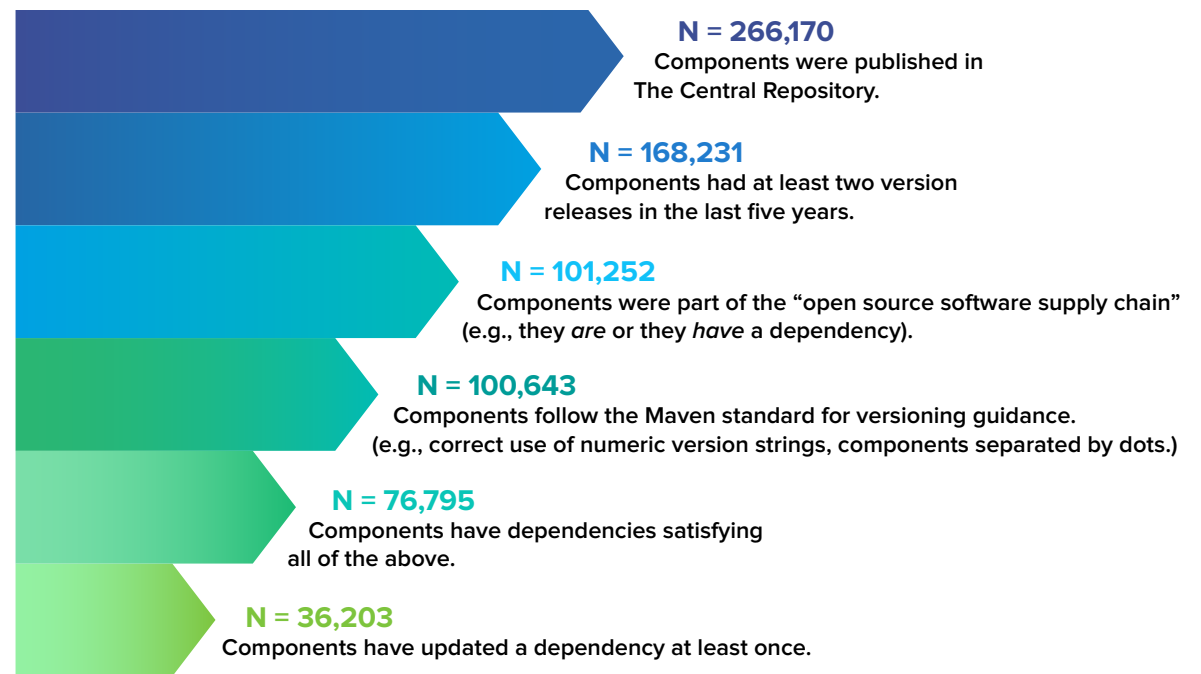 N = 266,170
Components were published in
The Central Repository.
N = 168,231
Components had at least two version
releases in the last five years.
N = 101,252
Components were part of the “open source software supply chain”
(e.g., they are or they have a dependency).
N = 100,643
Components follow the Maven standard for versioning guidance.
(e.g., correct use of numeric version strings, components separated by dots.)
N = 76,795
Components have dependencies satisfying
all of the above.
N = 36,203
Components have updated a dependency at least once.